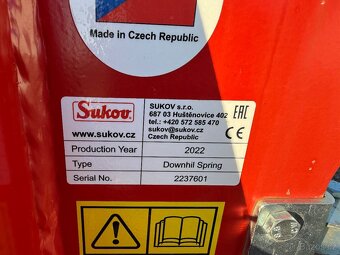 Made in Czech Republic
Sukov
www.sukov.cz
SUKOV s.r.o.
687 03 Huštěnovice 402
tel.: +420 572 585 470
sukov@sukov.cz
Czech Republic
EAC
CE
Production Year 2022
Type Downhil Spring
Serial No. 2237601